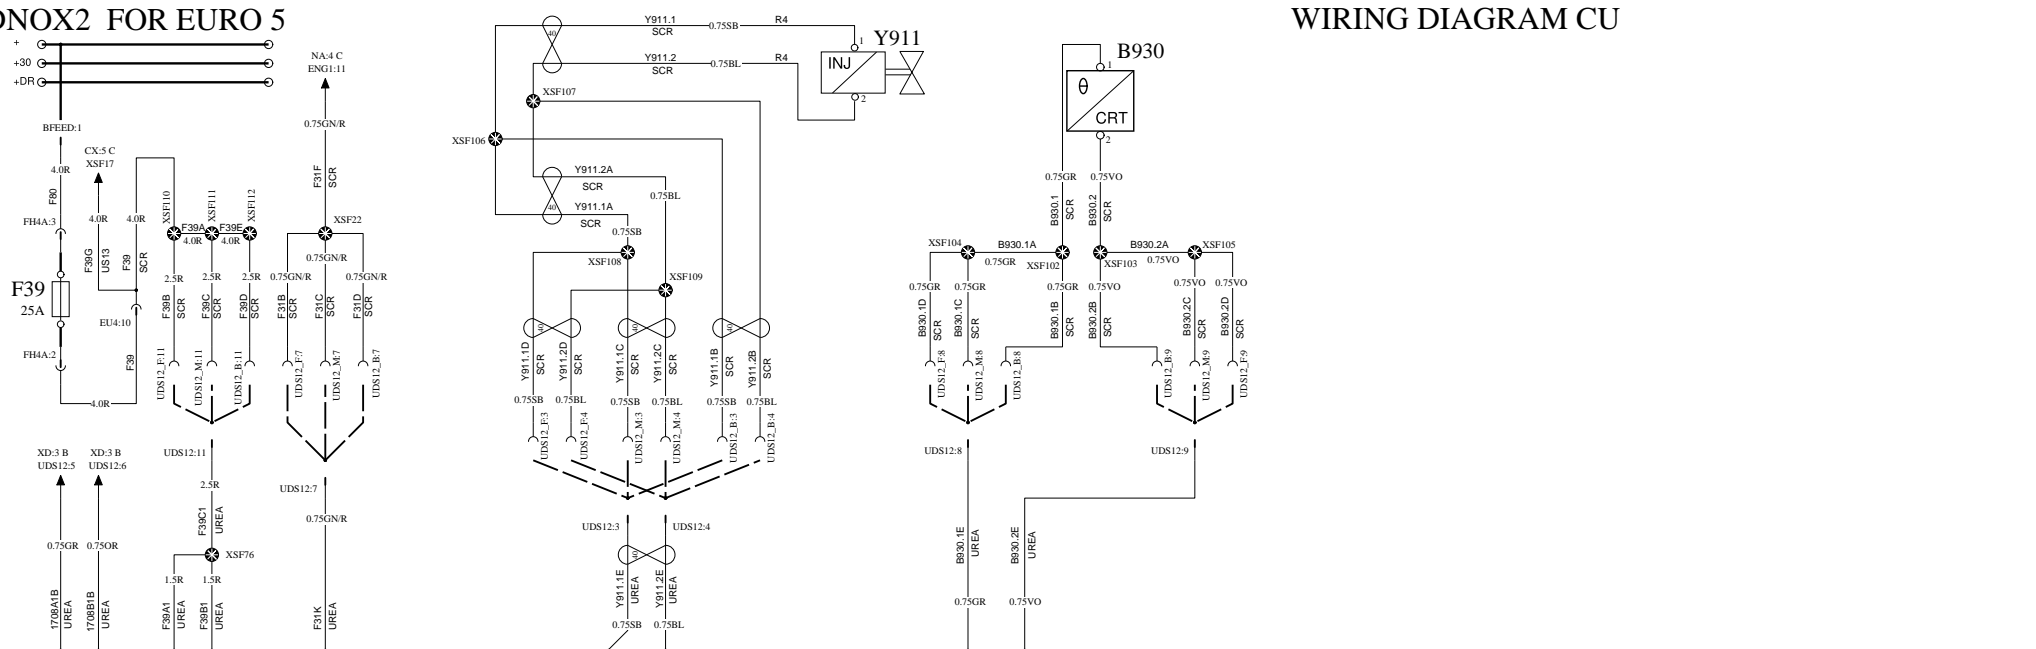 ONOX2 FOR EURO 5
WIRING DIAGRAM CU
+
+30
+DR
BFEED:1
4.0R
F80
FH4A:3
F39
25A
FH4A:2
4.0R
CX:5 C
XSF17
4.0R
F39G
US13
4.0R
F39
SCR
EU4:10
F39
XSF110
XSF111
XSF112
F39A
4.0R
F39E
4.0R
2.5R
2.5R
2.5R
F39B
SCR
F39C
SCR
F39D
SCR
UDS12_F:11
UDS12_M:11
UDS12_B:11
UDS12:11
2.5R
F39C1
UREA
XSF76
1.5R
1.5R
F39A1
UREA
F39B1
UREA
XD:3 B
UDS12:5
XD:3 B
UDS12:6
0.75GR
0.75OR
1708A1B
UREA
1708B1B
UREA
NA:4 C
ENG1:11
0.75GN/R
F31F
SCR
XSF22
0.75GN/R
0.75GN/R
0.75GN/R
F31B
SCR
F31C
SCR
F31D
SCR
UDS12_F:7
UDS12_M:7
UDS12_B:7
UDS12:7
0.75GN/R
F31K
UREA
Y911.1
SCR
0.75SB
R4
40
Y911.2
SCR
0.75BL
R4
1
INJ
2
Y911
XSF107
XSF106
Y911.2A
SCR
0.75BL
40
Y911.1A
SCR
0.75SB
XSF108
XSF109
40
40
40
Y911.1D
SCR
Y911.2D
SCR
Y911.1C
SCR
Y911.2C
SCR
Y911.1B
SCR
Y911.2B
SCR
0.75SB
0.75BL
0.75SB
0.75BL
0.75SB
0.75BL
UDS12_F:3
UDS12_F:4
UDS12_M:3
UDS12_M:4
UDS12_B:3
UDS12_B:4
UDS12:3
UDS12:4
40
Y911.1E
UREA
Y911.2E
UREA
0.75SB
0.75BL
B930
1
θ
CRT
2
0.75GR
0.75VO
B930.1
SCR
B930.2
SCR
XSF104
B930.1A
0.75GR
XSF102
XSF103
B930.2A
0.75VO
XSF105
0.75GR
0.75GR
0.75GR
0.75VO
0.75VO
0.75VO
B930.1D
SCR
B930.1C
SCR
B930.1B
SCR
B930.2B
SCR
B930.2C
SCR
B930.2D
SCR
UDS12_F:8
UDS12_M:8
UDS12_B:8
UDS12_B:9
UDS12_M:9
UDS12_F:9
UDS12:8
UDS12:9
B930.1E
UREA
B930.2E
UREA
0.75GR
0.75VO